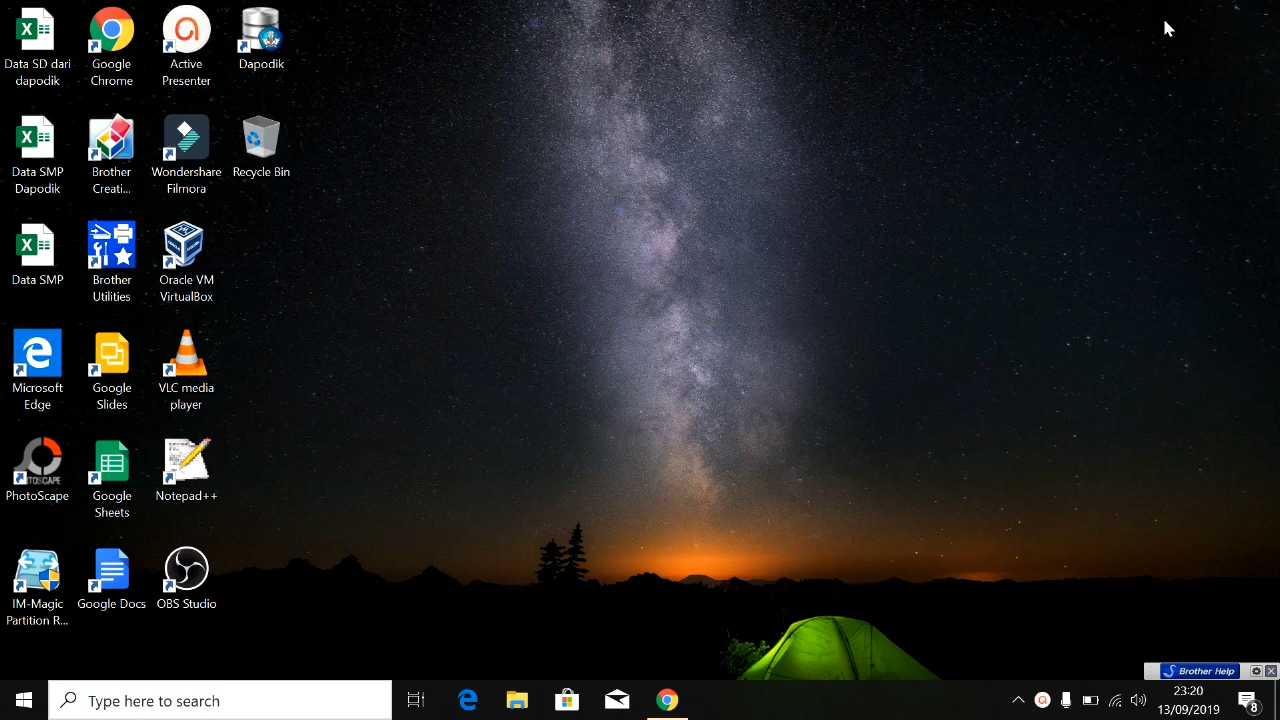 Data SD dari
dapodik
Google
Chrome
Active
Presenter
Dapodik
Data SMP
Dapodik
Brother
Creati...
Wondershare
Filmora
Recycle Bin
Data SMP
Brother
Utilities
Oracle VM
VirtualBox
Microsoft
Edge
Google
Slides
VLC media
player
PhotoScape
Google
Sheets
Notepad++
IM-Magic
Partition R...
Google Docs
OBS Studio
Brother Help
Type here to search
23:20
13/09/2019
8